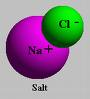 Cl -
Na +
Salt